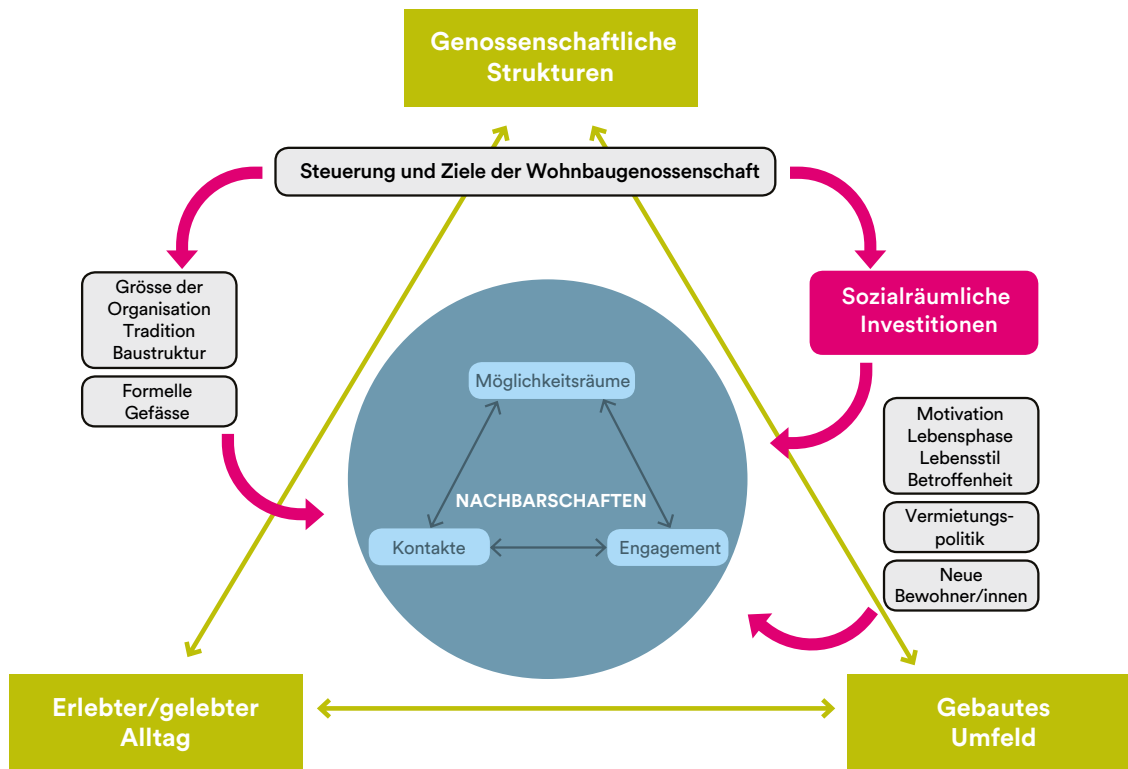 Genossenschaftliche
Strukturen
Steuerung und Ziele der Wohnbaugenossenschaft
Grösse der
Organisation
Tradition
Baustruktur
Formelle
Gefässe
Sozialräumliche
Investitionen
Möglichkeitsräume
NACHBARSCHAFTEN
Kontakte
Engagement
Motivation
Lebensphase
Lebensstil
Betroffenheit
Vermietungs-
politik
Neue
Bewohner/innen
Erlebter/gelebter
Alltag
Gebautes
Umfeld